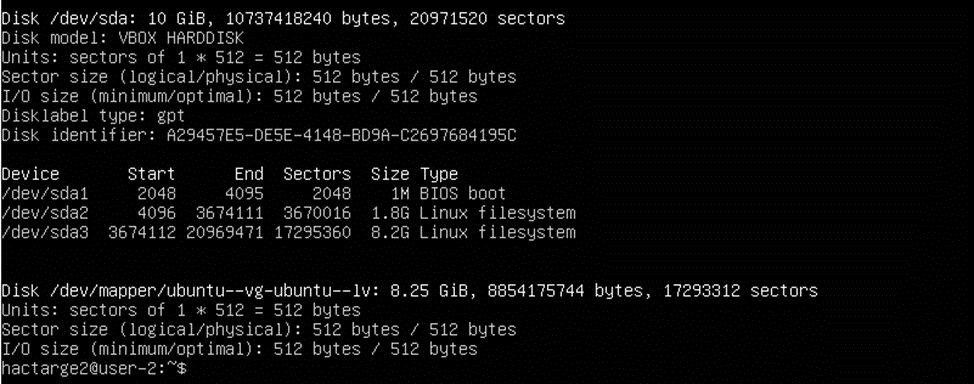 Disk /dev/sda: 10 GiB, 10737418240 bytes, 20971520 sectors
Disk model: VBOX HARDDISK
Units: sectors of 1 * 512 = 512 bytes
Sector size (logical/physical): 512 bytes / 512 bytes
I/O size (minimum/optimal): 512 bytes / 512 bytes
Disklabel type: gpt
Disk identifier: A29457E5-DE5E-4148-BD9A-C2697684195C
Device Start End Sectors Size Type
/dev/sda1 2048 4095 2048 1M BIOS boot
/dev/sda2 4096 3674111 3670016 1.8G Linux filesystem
/dev/sda3 3674112 20969471 17295360 8.2G Linux filesystem
Disk /dev/mapper/ubuntu--vg-ubuntu--lv: 8.25 GiB, 8854175744 bytes, 17293312 sectors
Units: sectors of 1 * 512 = 512 bytes
Sector size (logical/physical): 512 bytes / 512 bytes
I/O size (minimum/optimal): 512 bytes / 512 bytes
hactarge2@user-2:~$